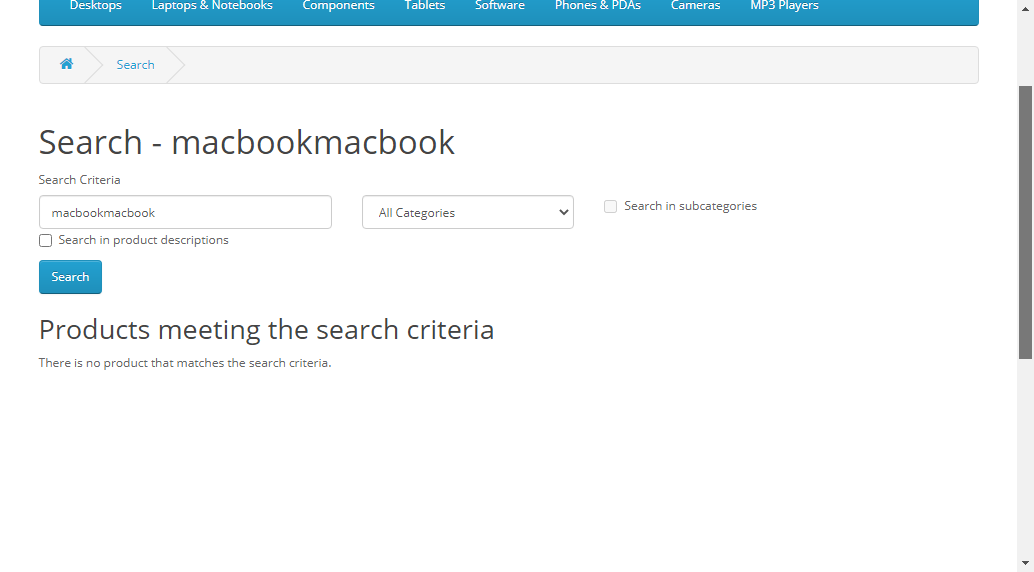 Desktops Laptops & Notebooks Components Tablets Software Phones & PDAs Cameras MP3 Players
Search
Search - macbookmacbook
Search Criteria
macbookmacbook All Categories Search in subcategories
Search in product descriptions
Search
Products meeting the search criteria
There is no product that matches the search criteria.